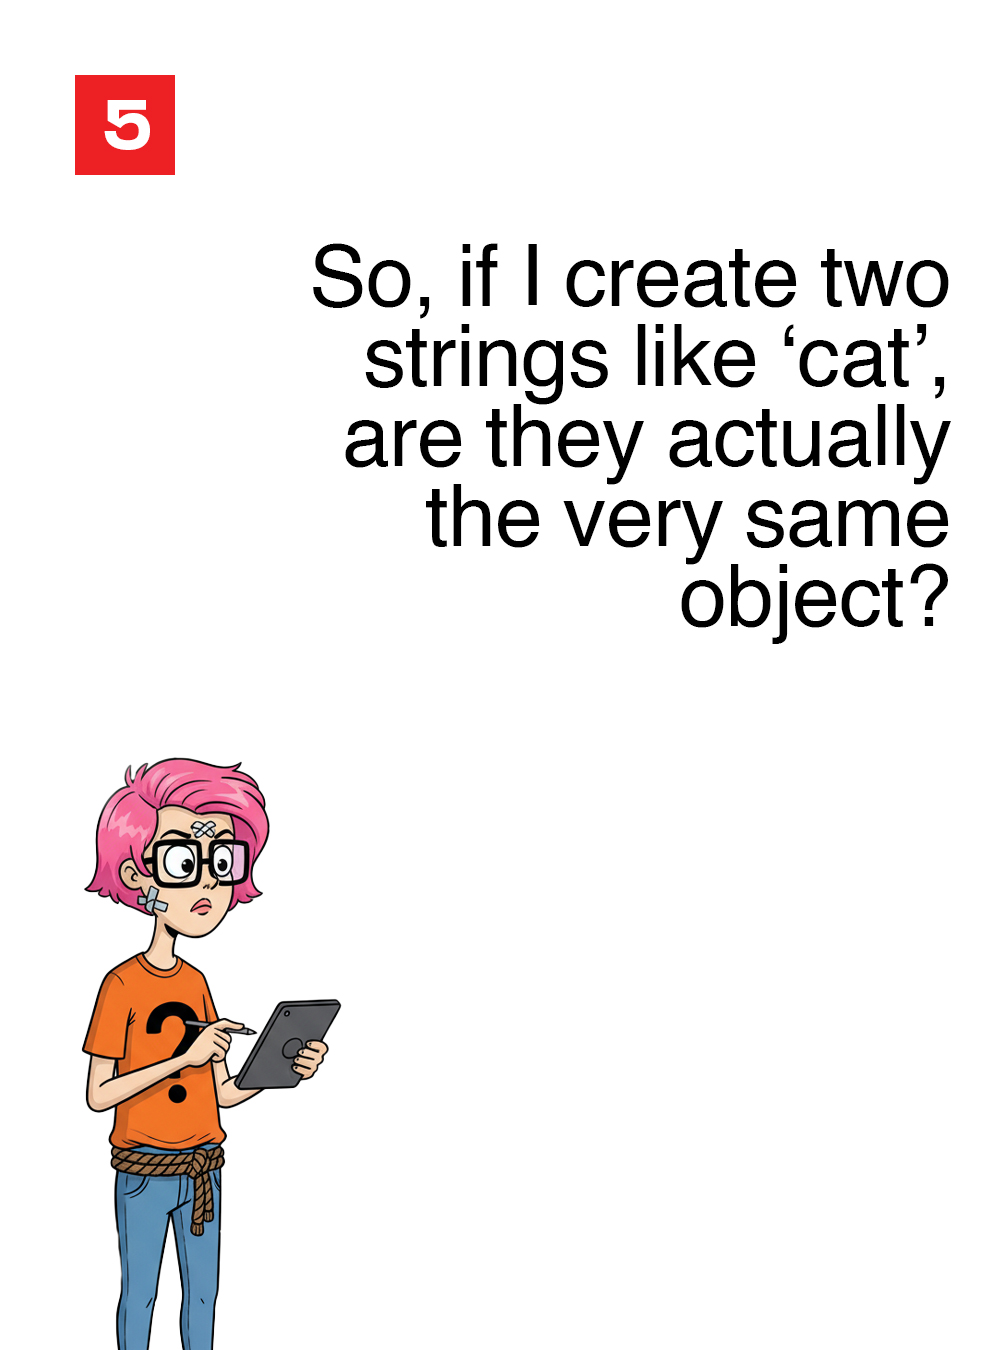 5
So, if I create two
strings like ‘cat’,
are they actually
the very same
object?
?